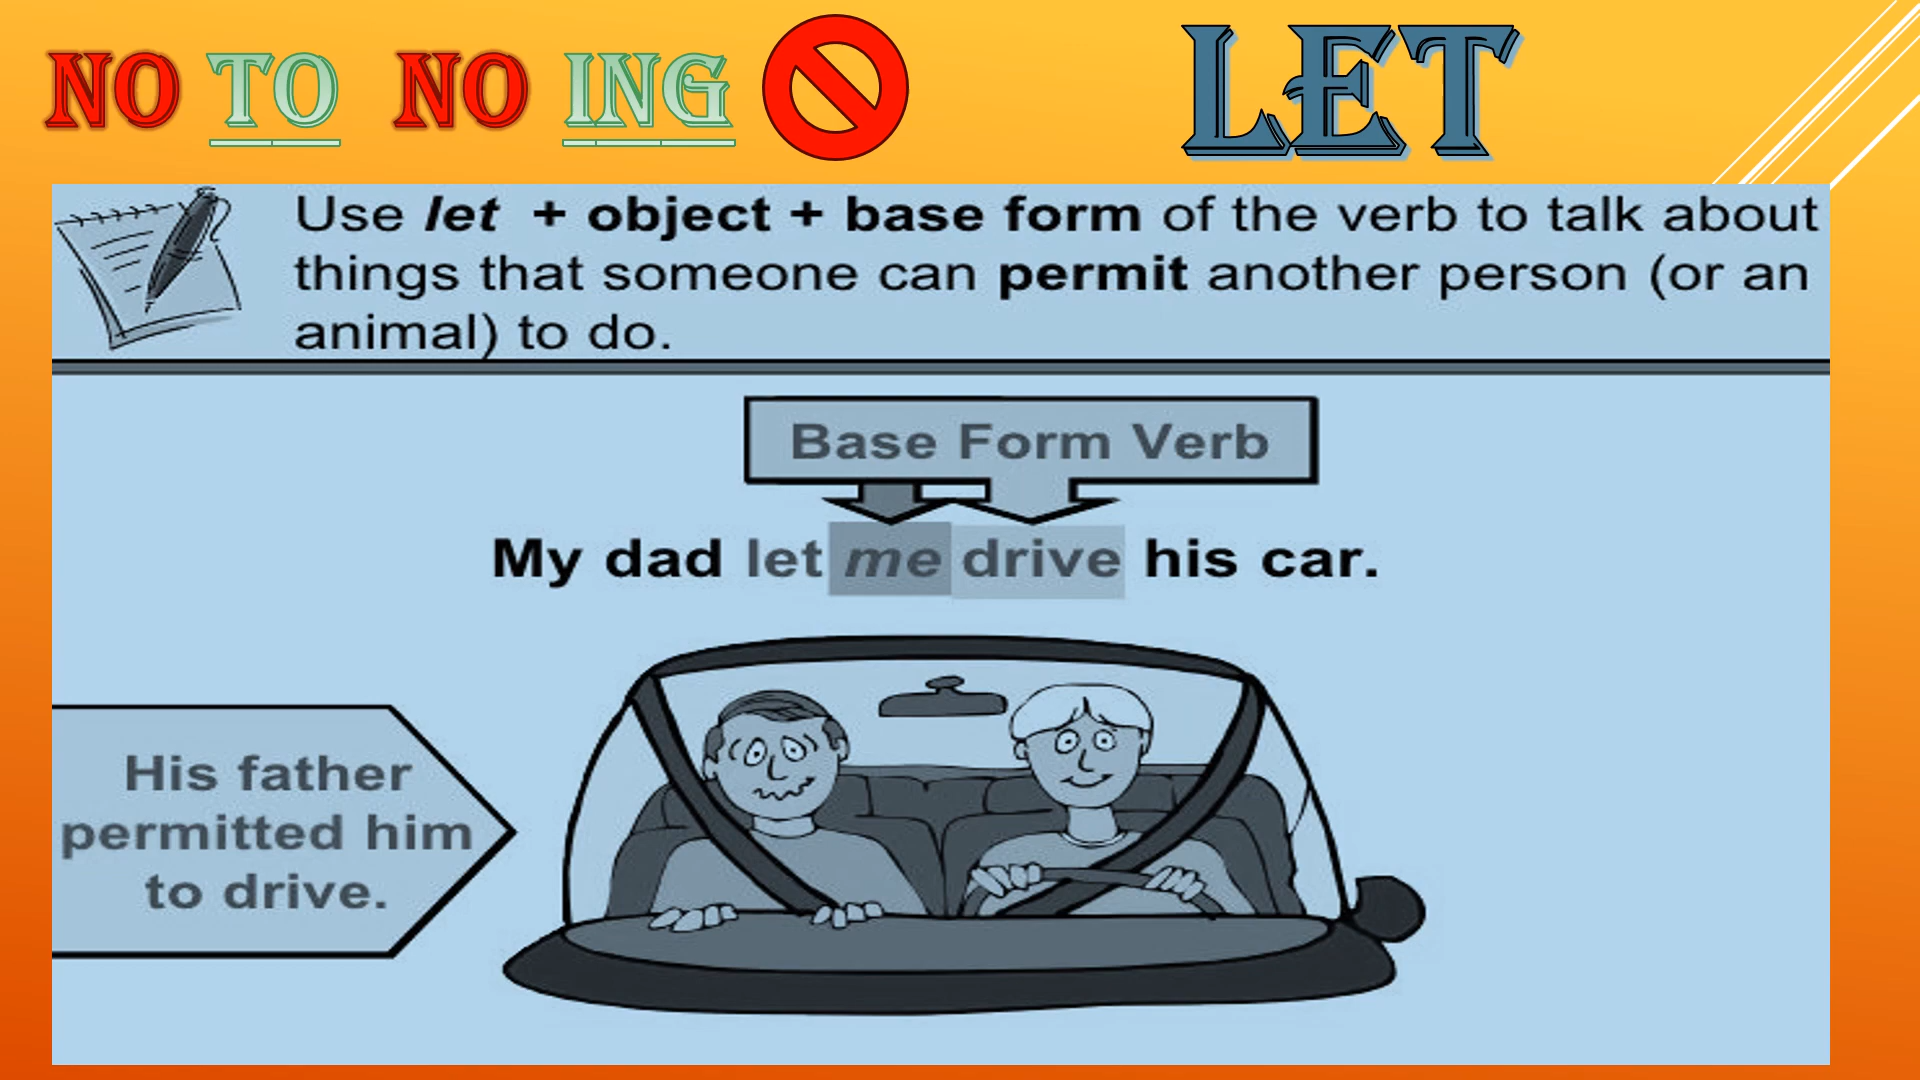 NO TO NO ING LET
Use let + object + base form of the verb to talk about
things that someone can permit another person (or an
animal) to do.
Base Form Verb
My dad let me drive his car.
His father
permitted him
to drive.